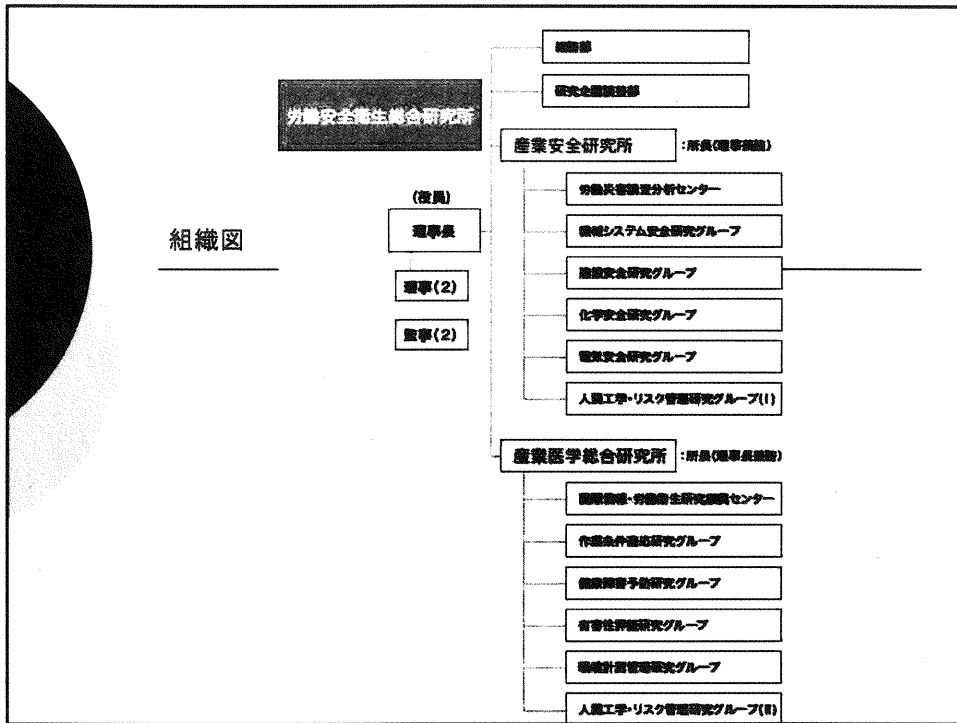 組織図
労働安全衛生総合研究所
(役員)
理事長
理事(2)
監事(2)
総務部
研究企画調整部
産業安全研究所
:所長(理事兼務)
労働災害調査分析センター
機械システム安全研究グループ
建設安全研究グループ
化学安全研究グループ
電気安全研究グループ
人間工学・リスク管理研究グループ(Ⅰ)
産業医学総合研究所
:所長(理事長兼務)
国際情報・労働衛生研究振興センター
作業条件適応研究グループ
健康障害予防研究グループ
有害性評価研究グループ
環境計測管理研究グループ
人間工学・リスク管理研究グループ(Ⅱ)